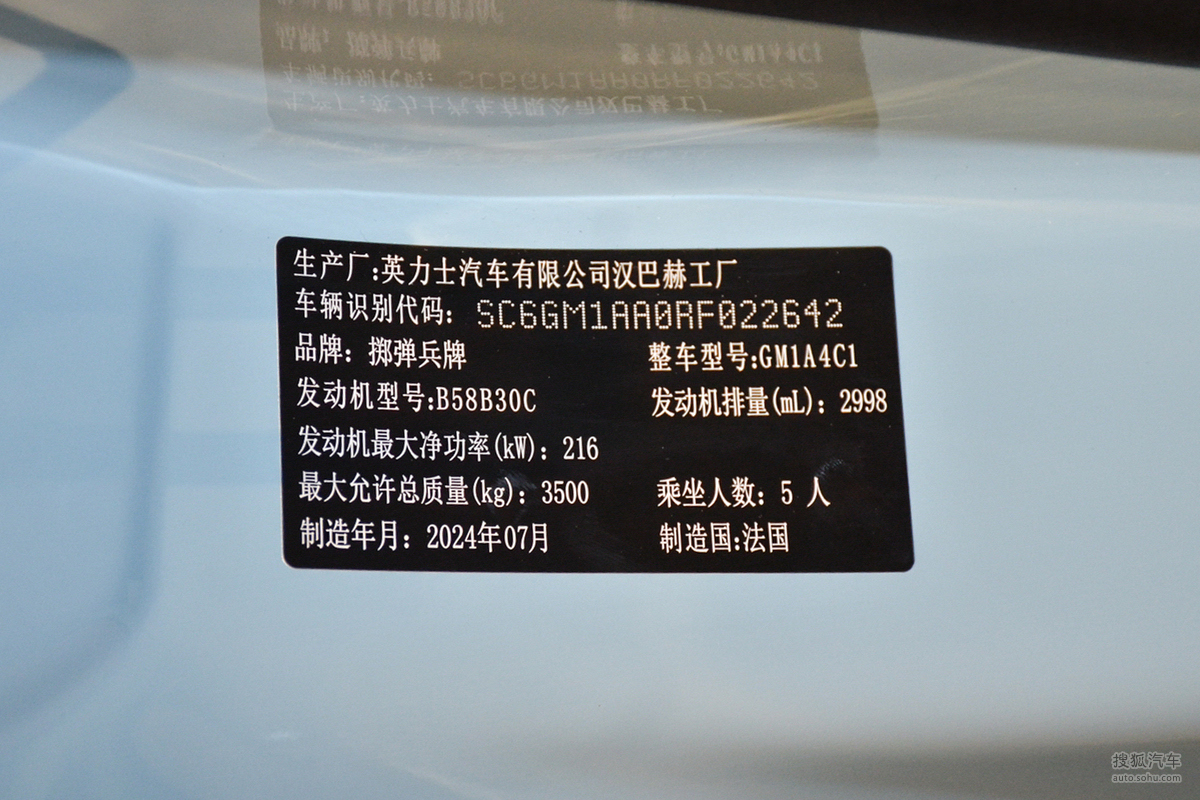 生产厂:英力士汽车有限公司汉巴赫工厂
车辆识别代码: SC6GM1AA0RF022642
品牌: 掷弹兵牌 整车型号:GM1A4C1
发动机型号:B58B30C 发动机排量(mL): 2998
发动机最大净功率(kW): 216
最大允许总质量(kg): 3500 乘坐人数: 5 人
制造年月: 2024年07月 制造国:法国
搜狐汽车
auto.sohu.com